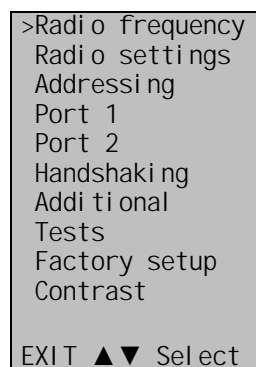 >Radio frequency
Radio settings
Addressing
Port 1
Port 2
Handshaking
Additional
Tests
Factory setup
Contrast
EXIT ▲▼ Select